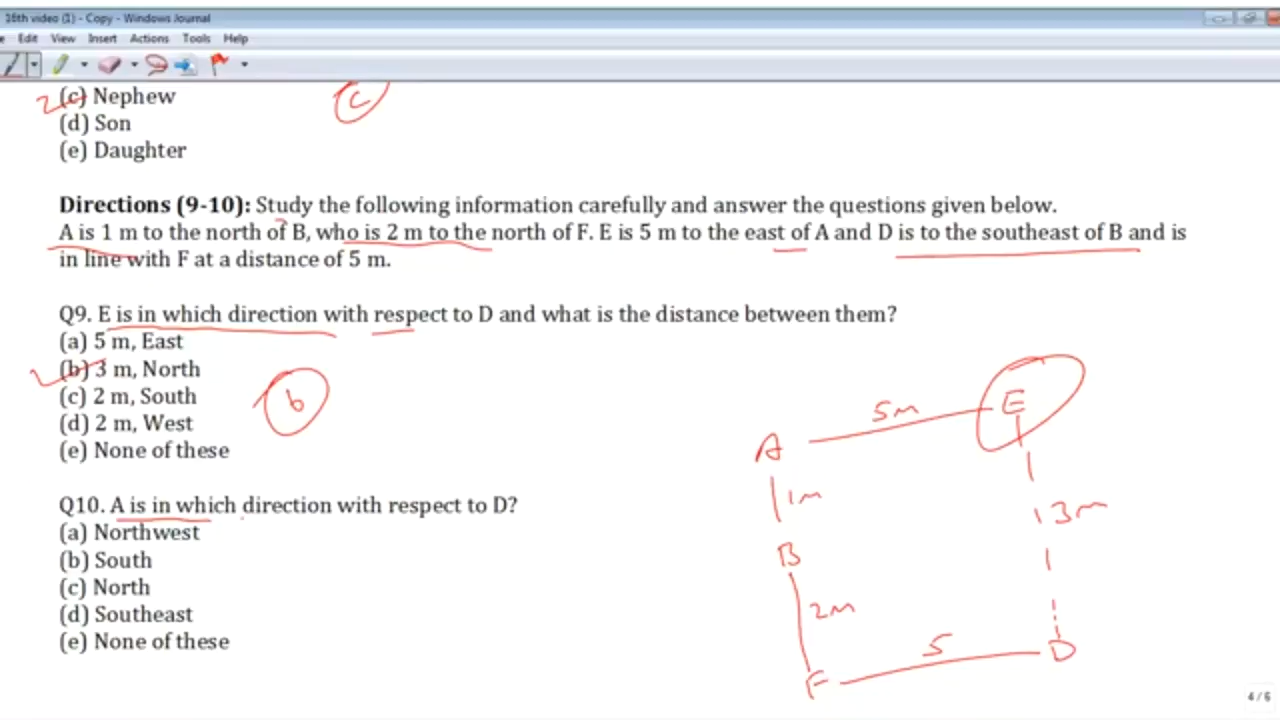 16th video (1) - Copy - Windows Journal
e Edit View Insert Actions Tools Help
(c) Nephew
c
(d) Son
(e) Daughter
Directions (9-10): Study the following information carefully and answer the questions given below.
A is 1 m to the north of B, who is 2 m to the north of F. E is 5 m to the east of A and D is to the southeast of B and is
in line with F at a distance of 5 m.
Q9. E is in which direction with respect to D and what is the distance between them?
(a) 5 m, East
(b) 3 m, North
(c) 2 m, South
(d) 2 m, West
(e) None of these
b
Q10. A is in which direction with respect to D?
(a) Northwest
(b) South
(c) North
(d) Southeast
(e) None of these
5m
E
A
1m
3m
B
2m
5
F
D
4 / 6